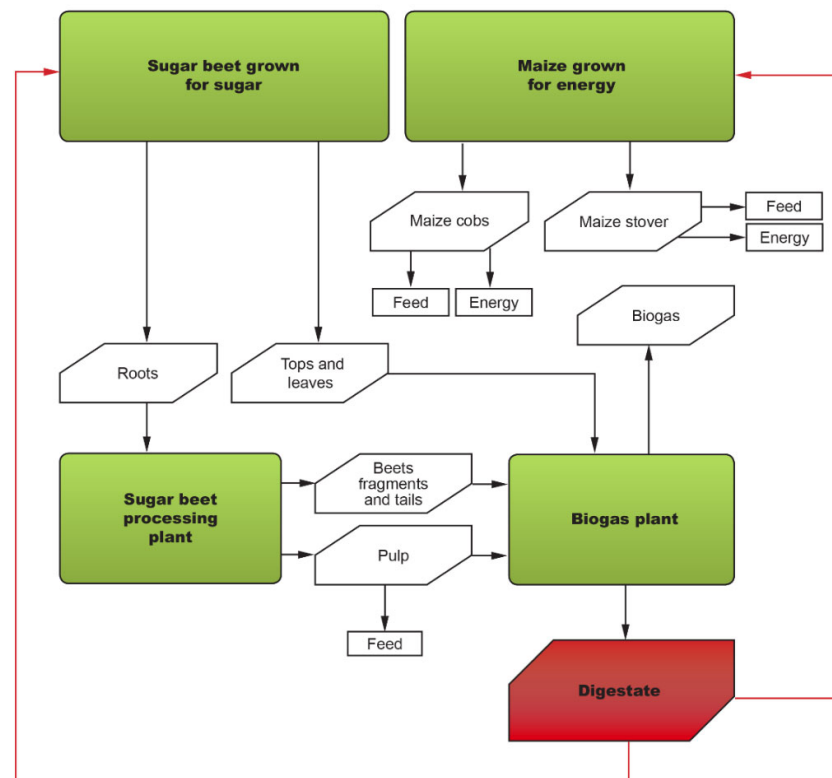 Sugar beet grown
for sugar
Maize grown
for energy
Maize cobs
Maize stover
Feed
Energy
Feed
Energy
Biogas
Roots
Tops and
leaves
Sugar beet
processing
plant
Beets
fragments
and tails
Pulp
Biogas plant
Feed
Digestate